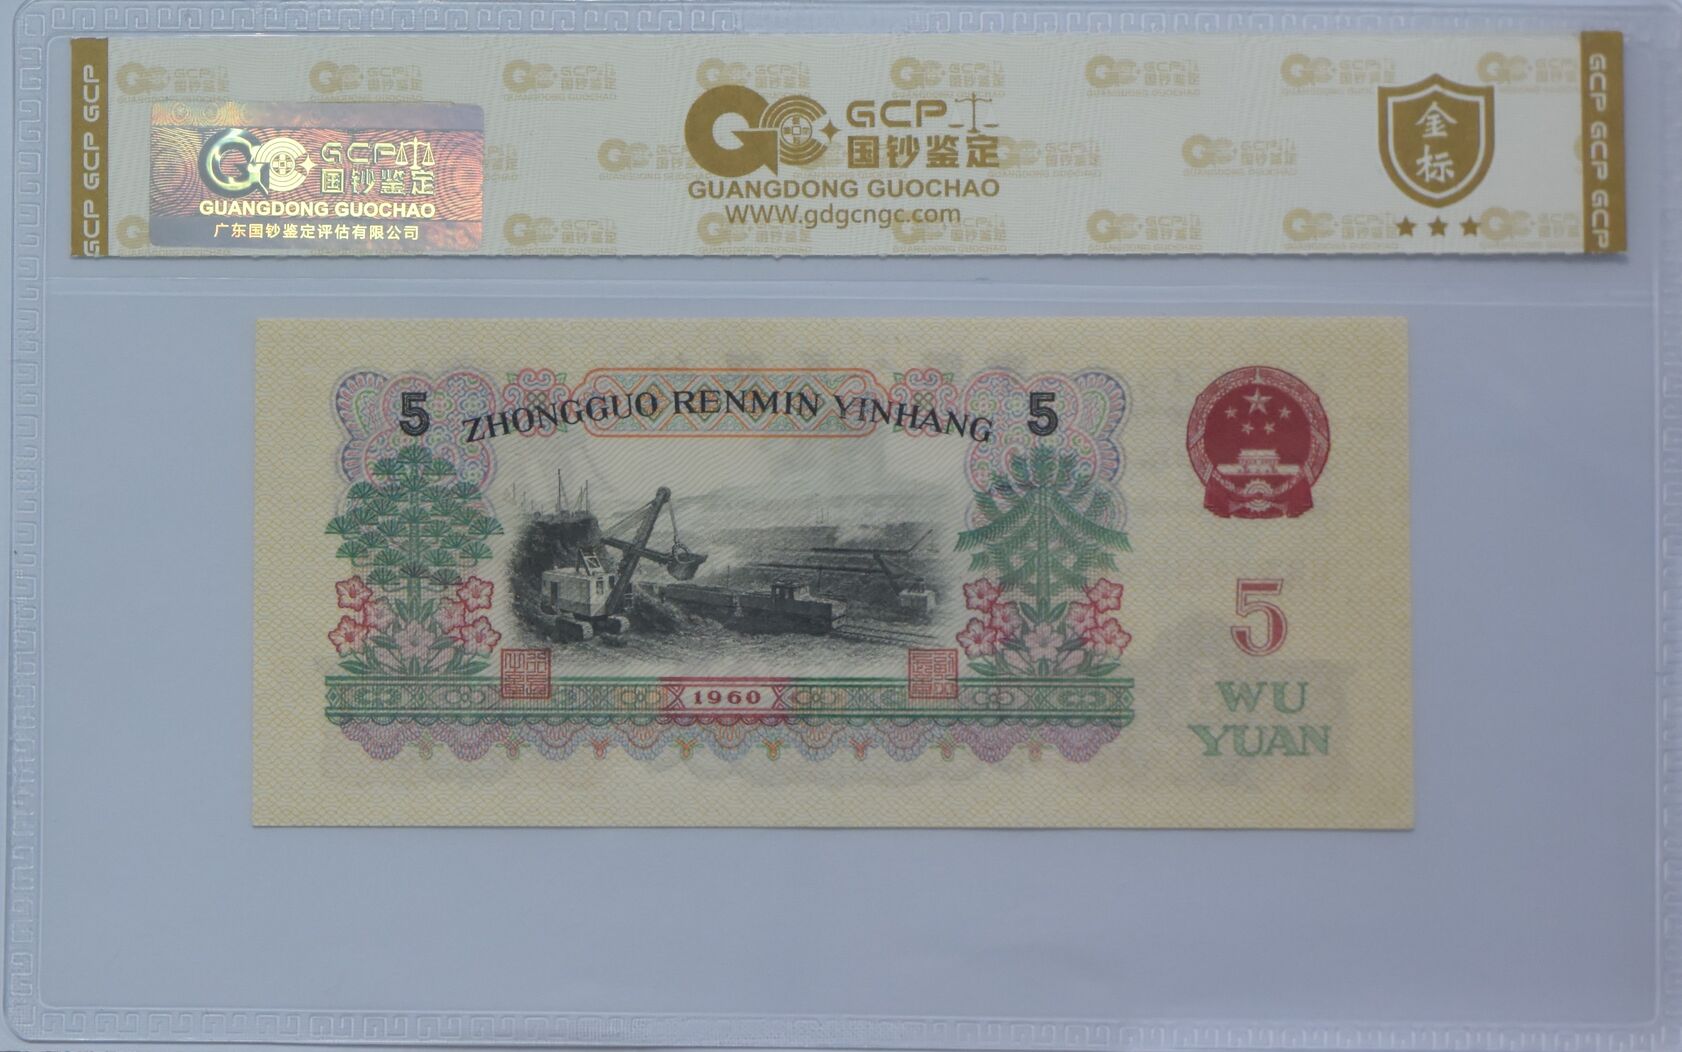 GCP GCP GCP
GCP
国钞鉴定
GUANGDONG GUOCHAO
广东国钞鉴定评估有限公司
GCP
国钞鉴定
GUANGDONG GUOCHAO
WWW.gdgcngc.com
金标
GCP GCP GCP
5 ZHONGGUO RENMIN YINHANG 5
1960
5
WU
YUAN